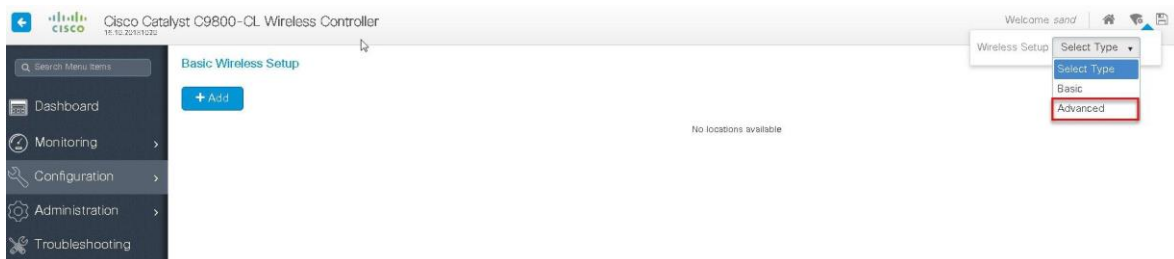 CISCO
Cisco Catalyst C9800-CL Wireless Controller
Welcome sand
Search Menu Items
Dashboard
Monitoring
Configuration
Administration
Troubleshooting
Basic Wireless Setup
+ Add
No locations available
Wireless Setup Select Type
Select Type
Basic
Advanced